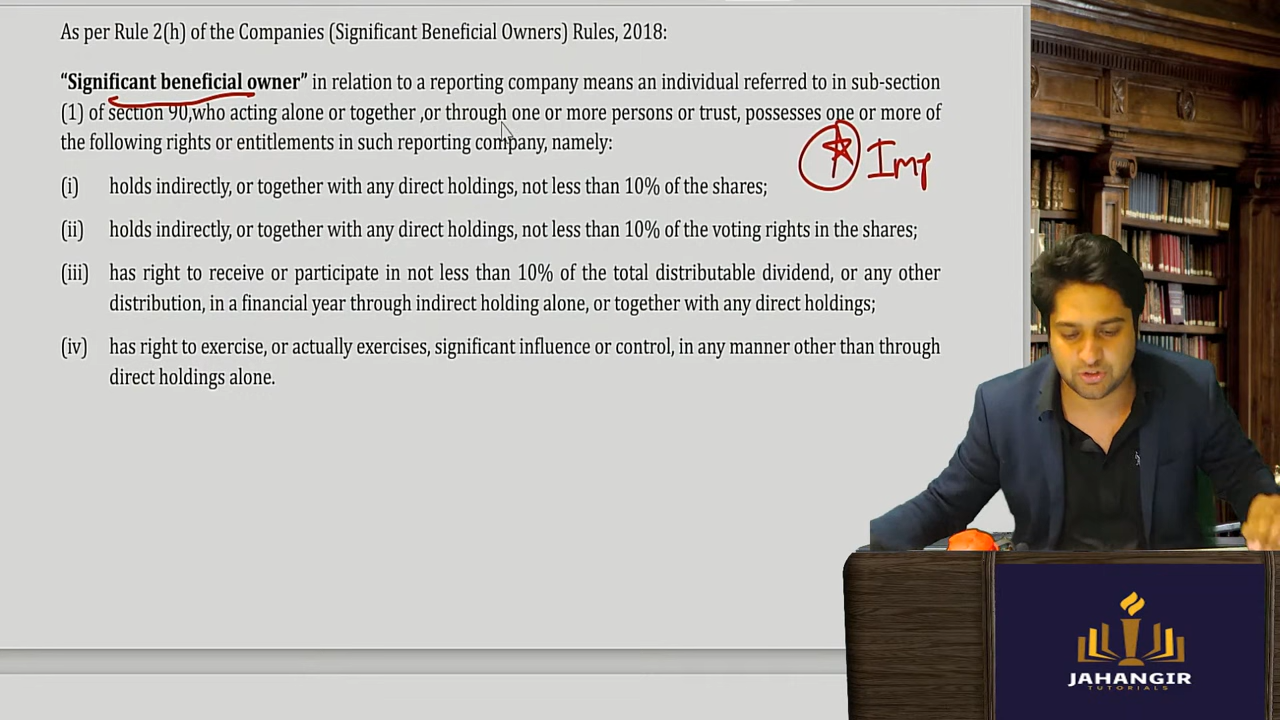 As per Rule 2(h) of the Companies (Significant Beneficial Owners) Rules, 2018:
“Significant beneficial owner” in relation to a reporting company means an individual referred to in sub-section
(1) of section 90,who acting alone or together ,or through one or more persons or trust, possesses one or more of
the following rights or entitlements in such reporting company, namely:
Imp
(i) holds indirectly, or together with any direct holdings, not less than 10% of the shares;
(ii) holds indirectly, or together with any direct holdings, not less than 10% of the voting rights in the shares;
(iii) has right to receive or participate in not less than 10% of the total distributable dividend, or any other
distribution, in a financial year through indirect holding alone, or together with any direct holdings;
(iv) has right to exercise, or actually exercises, significant influence or control, in any manner other than through
direct holdings alone.
JAHANGIR
TUTORIALS